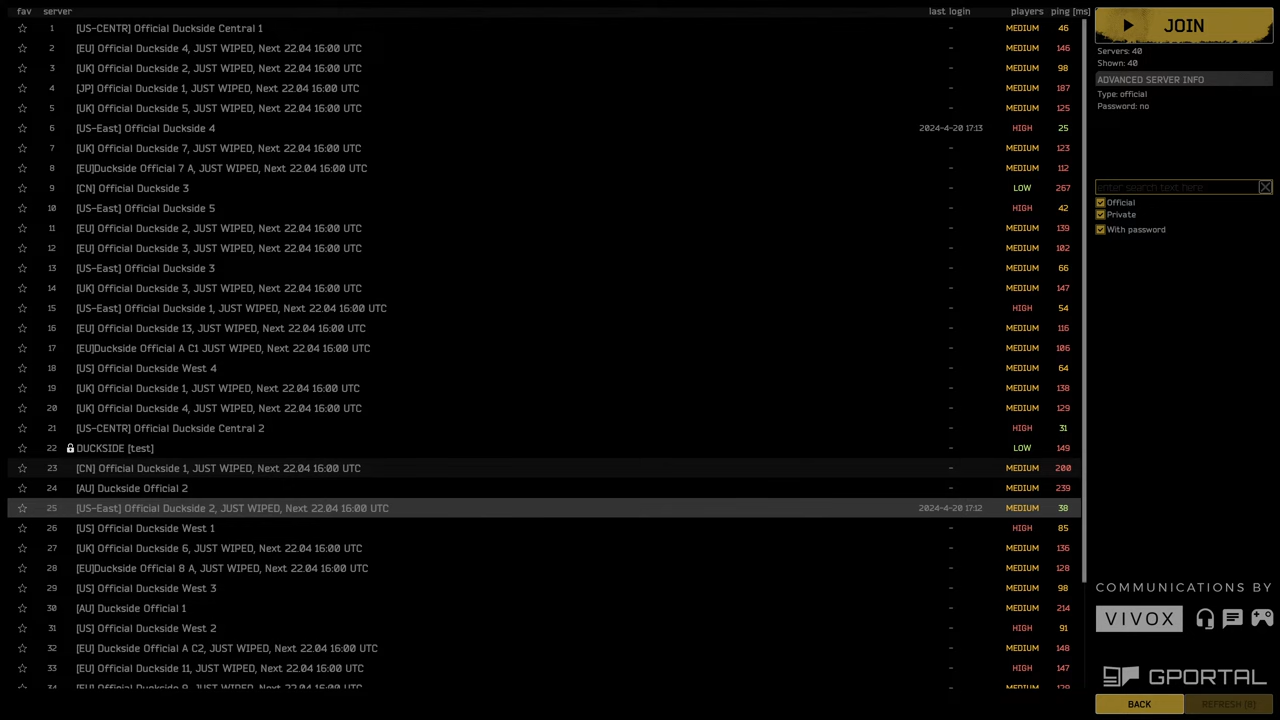 fav server last login players ping [ms]
1 [US-CENTR] Official Duckside Central 1 - MEDIUM 46
2 [EU] Official Duckside 4, JUST WIPED, Next 22.04 16:00 UTC - MEDIUM 146
3 [UK] Official Duckside 2, JUST WIPED, Next 22.04 16:00 UTC - MEDIUM 98
4 [JP] Official Duckside 1, JUST WIPED, Next 22.04 16:00 UTC - MEDIUM 187
5 [UK] Official Duckside 5, JUST WIPED, Next 22.04 16:00 UTC - MEDIUM 125
6 [US-East] Official Duckside 4 2024-4-20 17:13 HIGH 25
7 [UK] Official Duckside 7, JUST WIPED, Next 22.04 16:00 UTC - MEDIUM 123
8 [EU]Duckside Official 7 A, JUST WIPED, Next 22.04 16:00 UTC - MEDIUM 112
9 [CN] Official Duckside 3 - LOW 267
10 [US-East] Official Duckside 5 - HIGH 42
11 [EU] Official Duckside 2, JUST WIPED, Next 22.04 16:00 UTC - MEDIUM 139
12 [EU] Official Duckside 3, JUST WIPED, Next 22.04 16:00 UTC - MEDIUM 102
13 [US-East] Official Duckside 3 - MEDIUM 66
14 [UK] Official Duckside 3, JUST WIPED, Next 22.04 16:00 UTC - MEDIUM 147
15 [US-East] Official Duckside 1, JUST WIPED, Next 22.04 16:00 UTC - HIGH 54
16 [EU] Official Duckside 13, JUST WIPED, Next 22.04 16:00 UTC - MEDIUM 116
17 [EU]Duckside Official A C1 JUST WIPED, Next 22.04 16:00 UTC - MEDIUM 106
18 [US] Official Duckside West 4 - MEDIUM 64
19 [UK] Official Duckside 1, JUST WIPED, Next 22.04 16:00 UTC - MEDIUM 138
20 [UK] Official Duckside 4, JUST WIPED, Next 22.04 16:00 UTC - MEDIUM 129
21 [US-CENTR] Official Duckside Central 2 - HIGH 31
22 DUCKSIDE [test] - LOW 149
23 [CN] Official Duckside 1, JUST WIPED, Next 22.04 16:00 UTC - MEDIUM 200
24 [AU] Duckside Official 2 - MEDIUM 239
25 [US-East] Official Duckside 2, JUST WIPED, Next 22.04 16:00 UTC 2024-4-20 17:12 MEDIUM 38
26 [US] Official Duckside West 1 - HIGH 85
27 [UK] Official Duckside 6, JUST WIPED, Next 22.04 16:00 UTC - MEDIUM 136
28 [EU]Duckside Official 8 A, JUST WIPED, Next 22.04 16:00 UTC - MEDIUM 128
29 [US] Official Duckside West 3 - MEDIUM 98
30 [AU] Duckside Official 1 - MEDIUM 214
31 [US] Official Duckside West 2 - HIGH 91
32 [EU] Duckside Official A C2, JUST WIPED, Next 22.04 16:00 UTC - MEDIUM 148
33 [EU] Official Duckside 11, JUST WIPED, Next 22.04 16:00 UTC - HIGH 147
34 [EU] Official Duckside 9, JUST WIPED, Next 22.04 16:00 UTC - MEDIUM
JOIN
Servers: 40
Shown: 40
ADVANCED SERVER INFO
Type: official
Password: no
enter search text here
Official
Private
With password
COMMUNICATIONS BY
VIVOX
GPORTAL
BACK REFRESH (8)